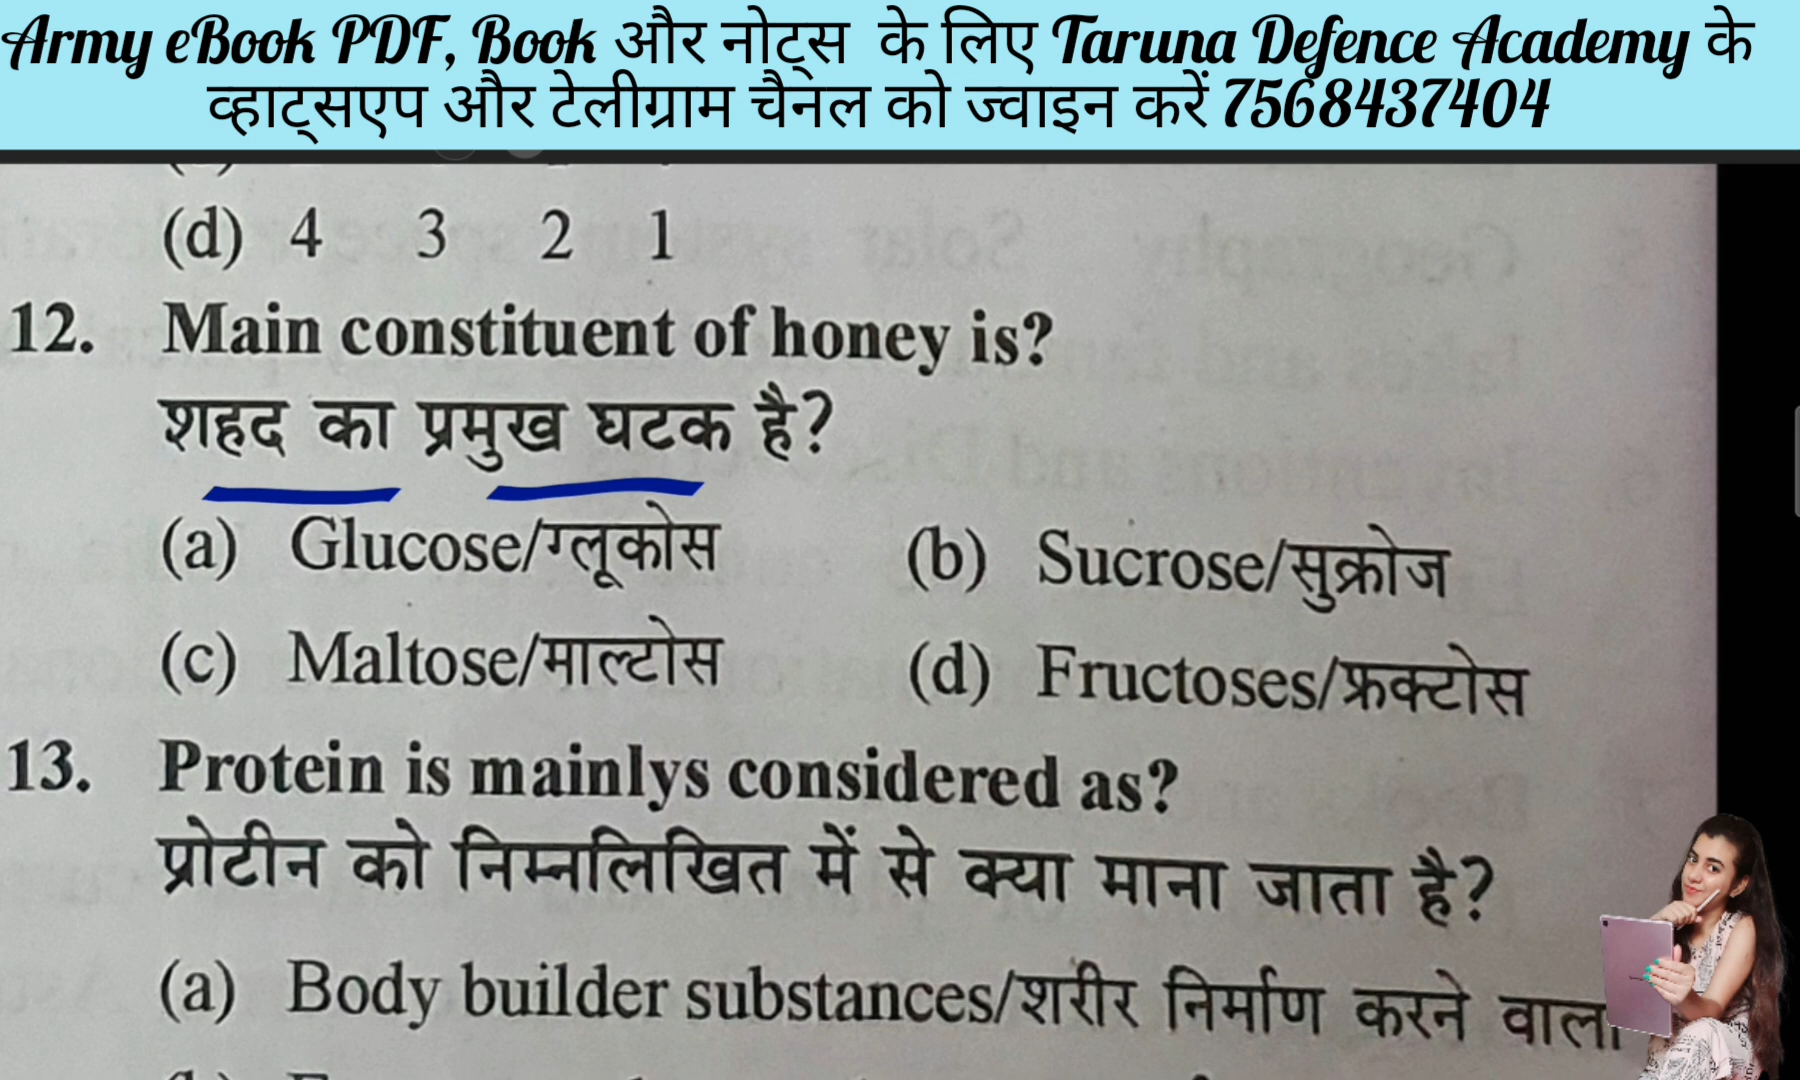 Army eBook PDF, Book और नोट्स के लिए Taruna Defence Academy के
व्हाट्सएप और टेलीग्राम चैनल को ज्वाइन करें 7568437404
(d) 4 3 2 1
12. Main constituent of honey is?
शहद का प्रमुख घटक है?
(a) Glucose/ग्लूकोस (b) Sucrose/सुक्रोज
(c) Maltose/माल्टोस (d) Fructoses/फ्रक्टोस
13. Protein is mainlys considered as?
प्रोटीन को निम्नलिखित में से क्या माना जाता है?
(a) Body builder substances/शरीर निर्माण करने वाला